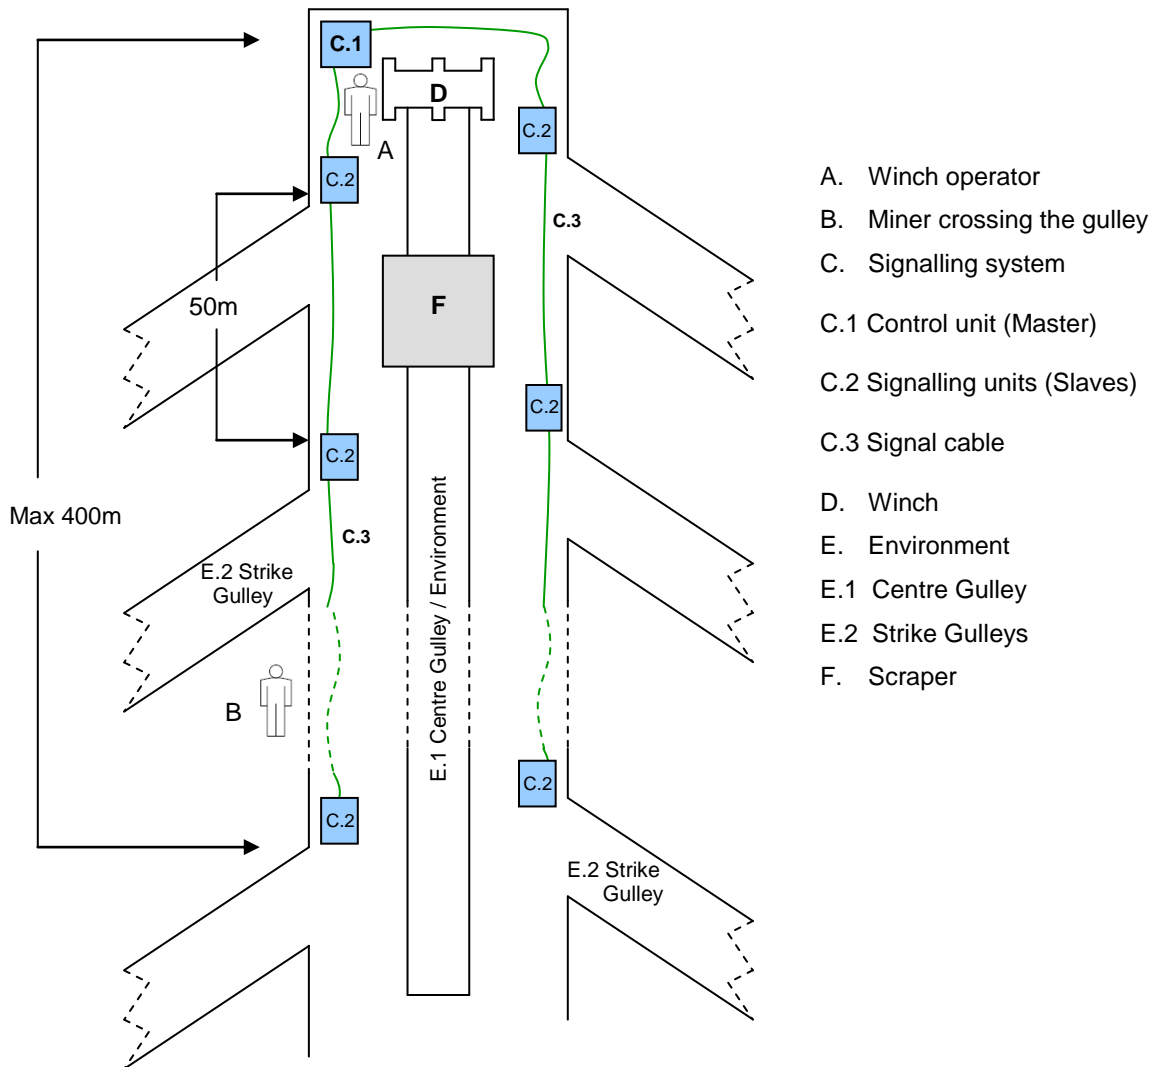 C.1
D
C.2
A
C.2
C.3
50m
F
C.2
C.2
Max 400m
C.3
E.2 Strike
Gulley
E.1 Centre Gulley / Environment
B
C.2
C.2
E.2 Strike
Gulley
A. Winch operator
B. Miner crossing the gulley
C. Signalling system
C.1 Control unit (Master)
C.2 Signalling units (Slaves)
C.3 Signal cable
D. Winch
E. Environment
E.1 Centre Gulley
E.2 Strike Gulleys
F. Scraper